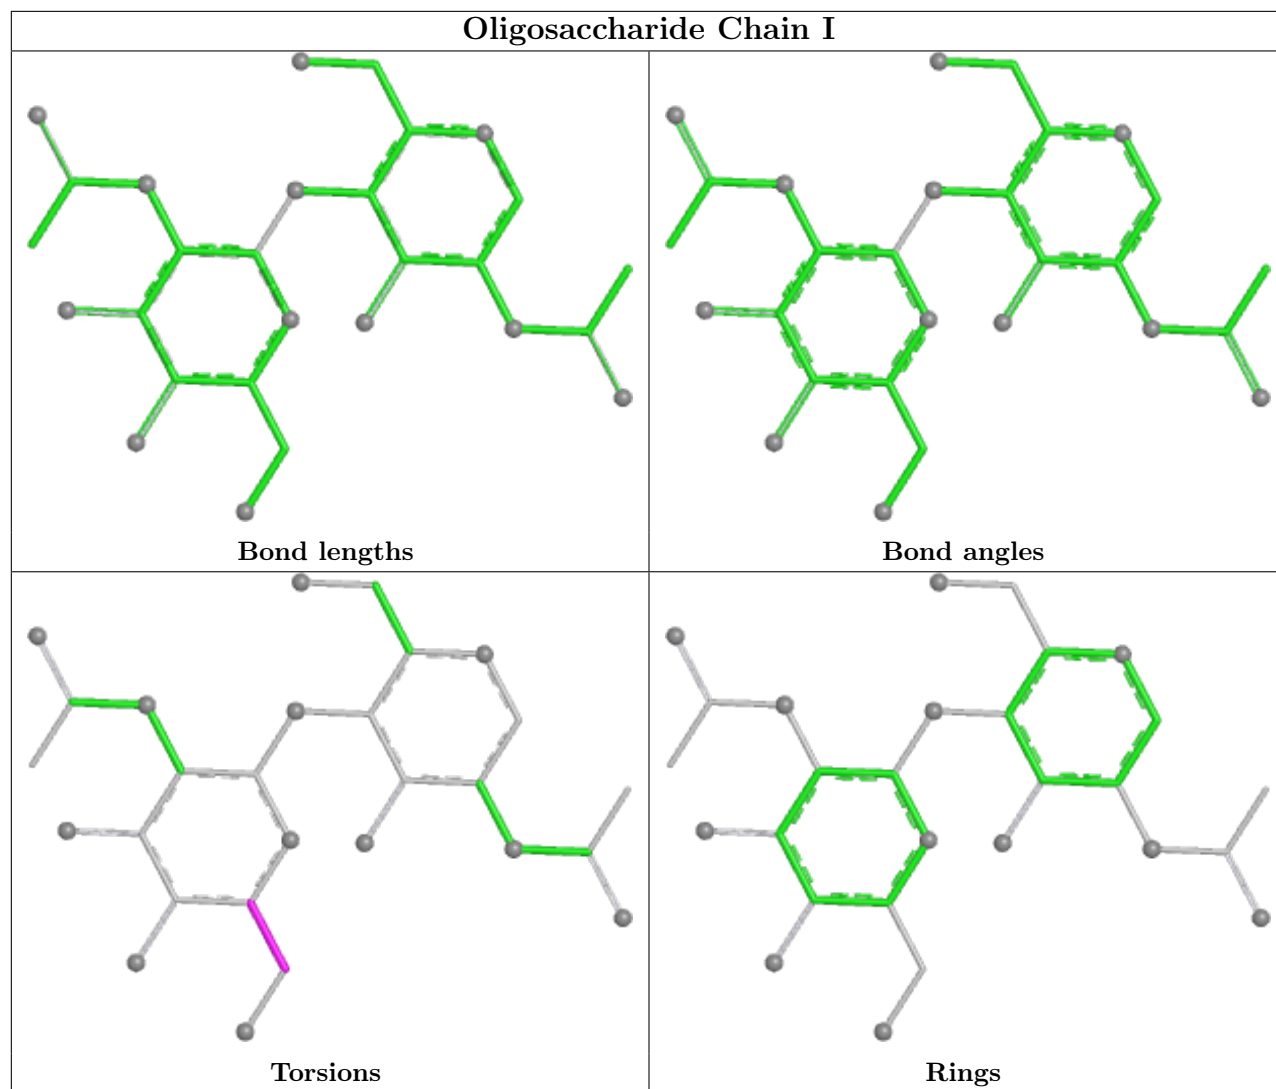 Oligosaccharide Chain I
Bond lengths
Bond angles
Torsions
Rings